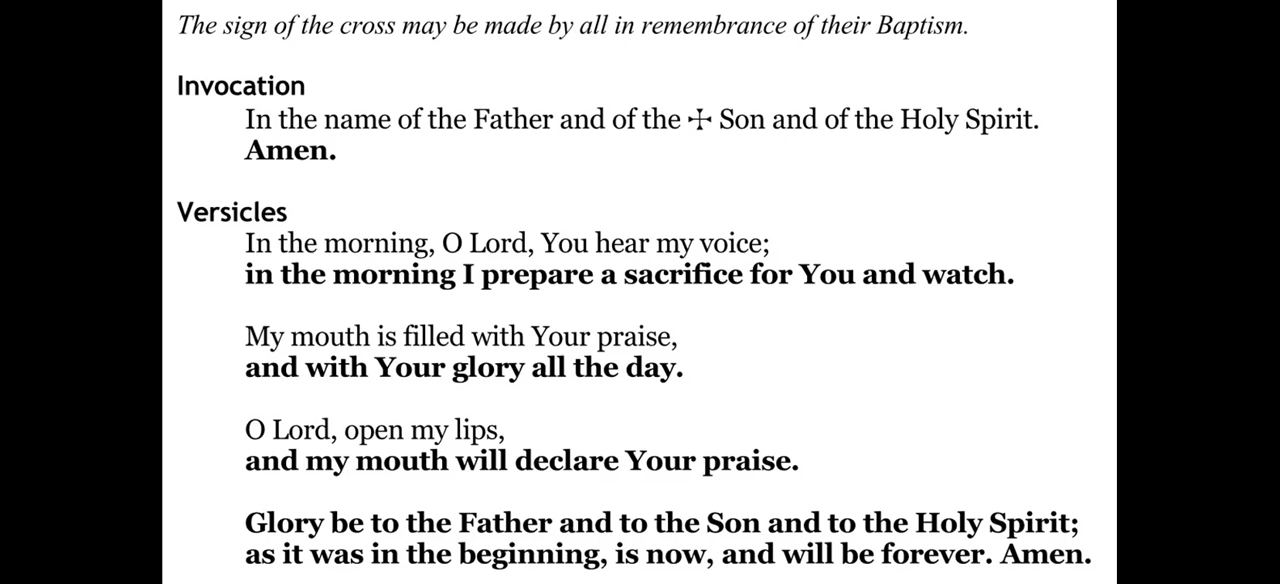 The sign of the cross may be made by all in remembrance of their Baptism.
Invocation
In the name of the Father and of the ☩ Son and of the Holy Spirit.
Amen.
Versicles
In the morning, O Lord, You hear my voice;
in the morning I prepare a sacrifice for You and watch.
My mouth is filled with Your praise,
and with Your glory all the day.
O Lord, open my lips,
and my mouth will declare Your praise.
Glory be to the Father and to the Son and to the Holy Spirit;
as it was in the beginning, is now, and will be forever. Amen.